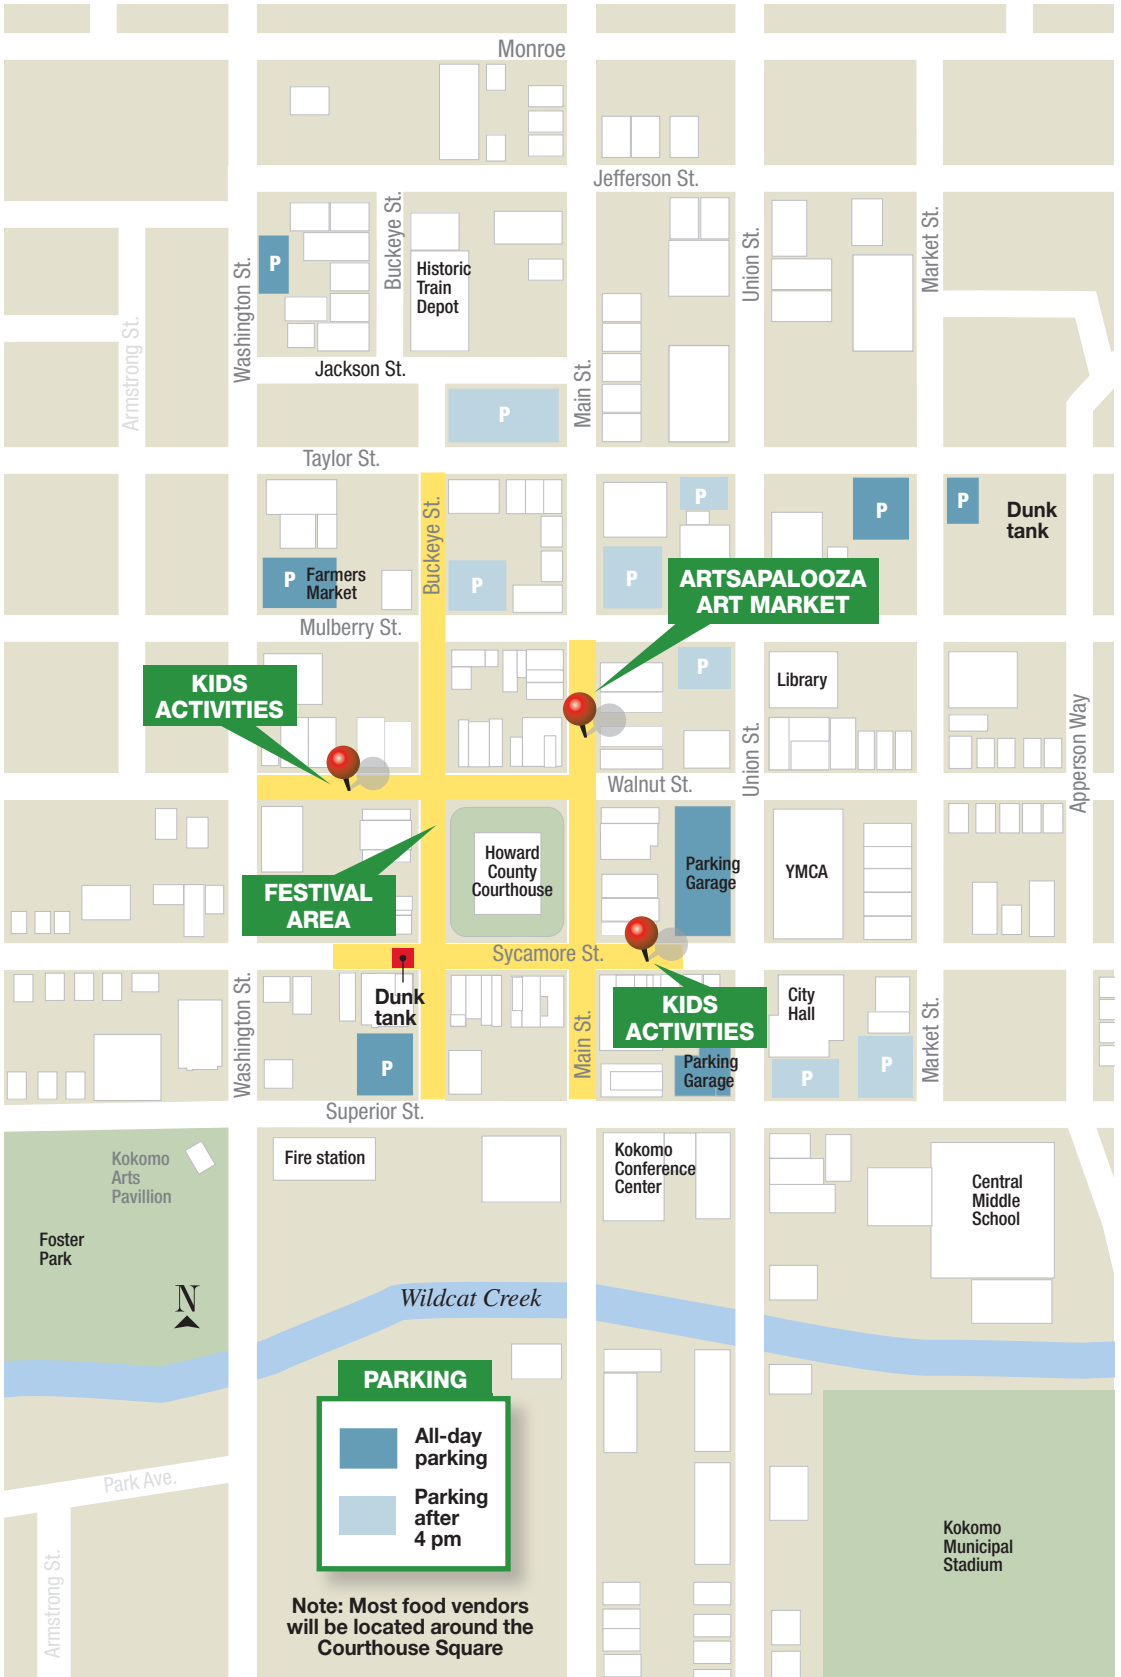 Monroe
Jefferson St.
Buckeye St.
Market St.
Union St.
Washington St.
P
Historic
Train
Depot
Armstrong St.
Jackson St.
Main St.
P
Taylor St.
P
P
P
Dunk
tank
Buckeye St.
P
Farmers
Market
P
P
ARTSAPALOOZA
ART MARKET
Mulberry St.
KIDS
ACTIVITIES
P
Library
Union St.
Apperson Way
Walnut St.
Howard
County
Courthouse
Parking
Garage
YMCA
FESTIVAL
AREA
Sycamore St.
Washington St.
Dunk
tank
KIDS
ACTIVITIES
City
Hall
Main St.
Market St.
P
Parking
Garage
P
P
Superior St.
Kokomo
Arts
Pavillion
Fire station
Kokomo
Conference
Center
Central
Middle
School
Foster
Park
N
Wildcat Creek
PARKING
All-day
parking
Parking
after
4 pm
Park Ave.
Armstrong St.
Kokomo
Municipal
Stadium
Note: Most food vendors
will be located around the
Courthouse Square